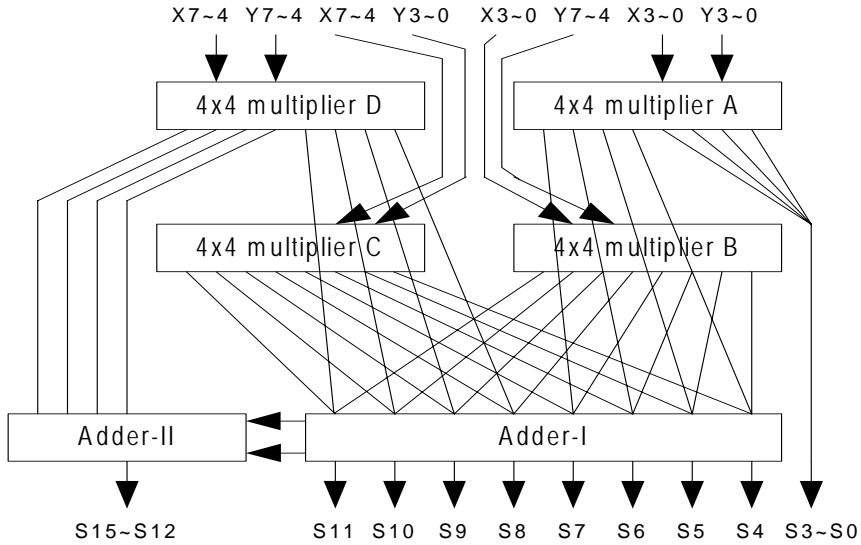 X7~4 Y7~4 X7~4 Y3~0 X3~0 Y7~4 X3~0 Y3~0
4x4 multiplier D 4x4 multiplier A
4x4 multiplier C 4x4 multiplier B
Adder-II Adder-I
S15~S12 S11 S10 S9 S8 S7 S6 S5 S4 S3~S0